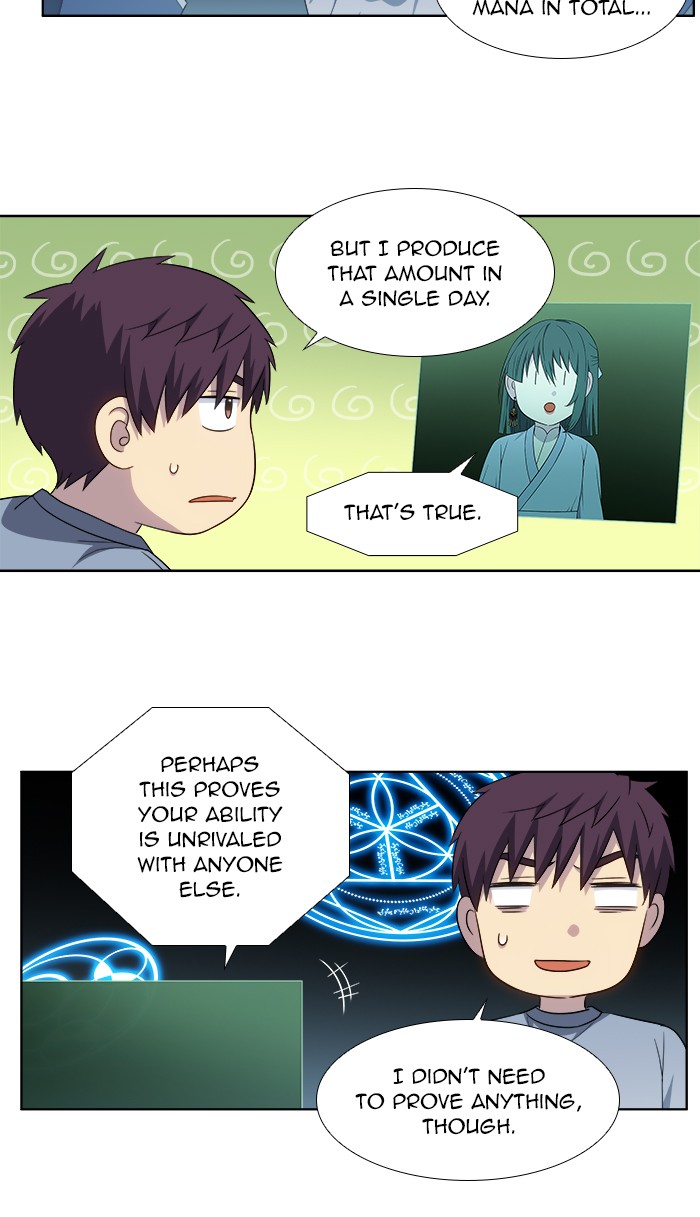 MANA IN TOTAL...
BUT I PRODUCE
THAT AMOUNT IN
A SINGLE DAY.
THAT'S TRUE.
PERHAPS
THIS PROVES
YOUR ABILITY
IS UNRIVALED
WITH ANYONE
ELSE.
I DIDN'T NEED
TO PROVE ANYTHING,
THOUGH.